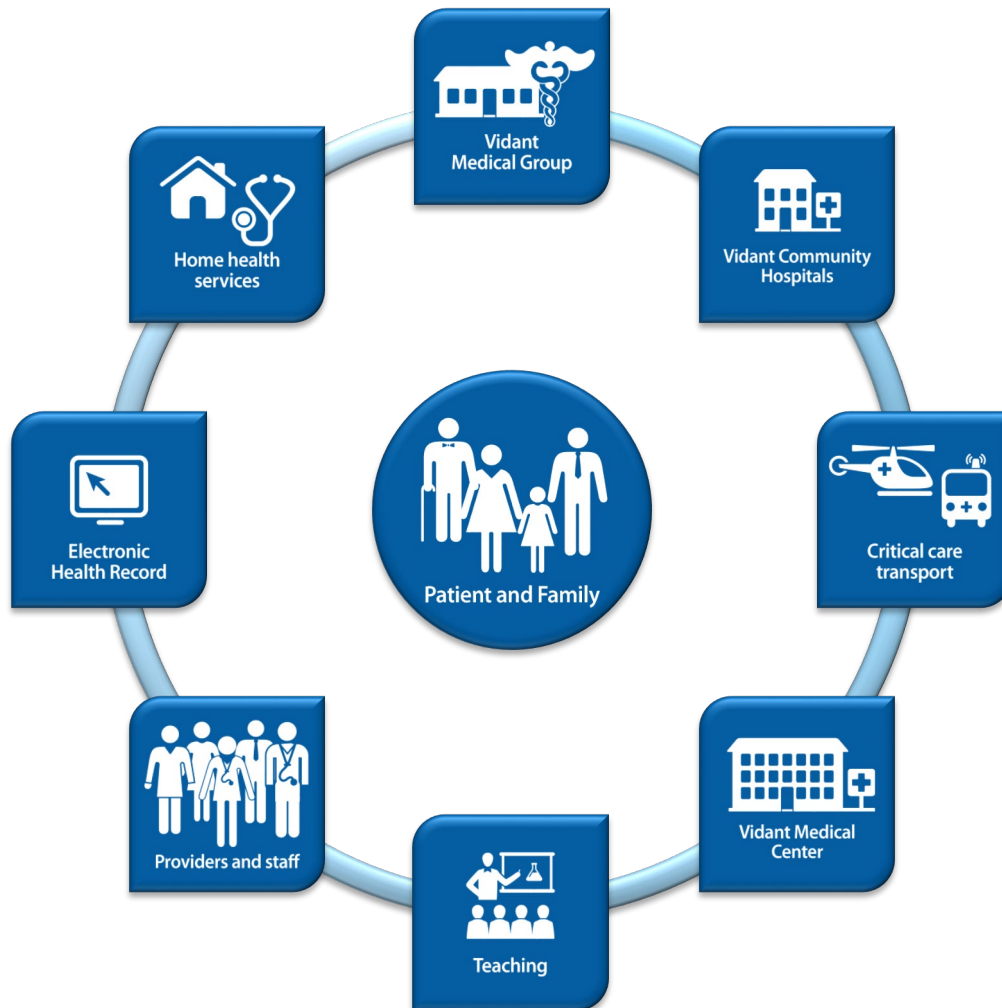 Vidant
Medical Group
Vidant Community
Hospitals
Critical care
transport
Vidant Medical
Center
Teaching
Providers and staff
Electronic
Health Record
Home health
services
Patient and Family